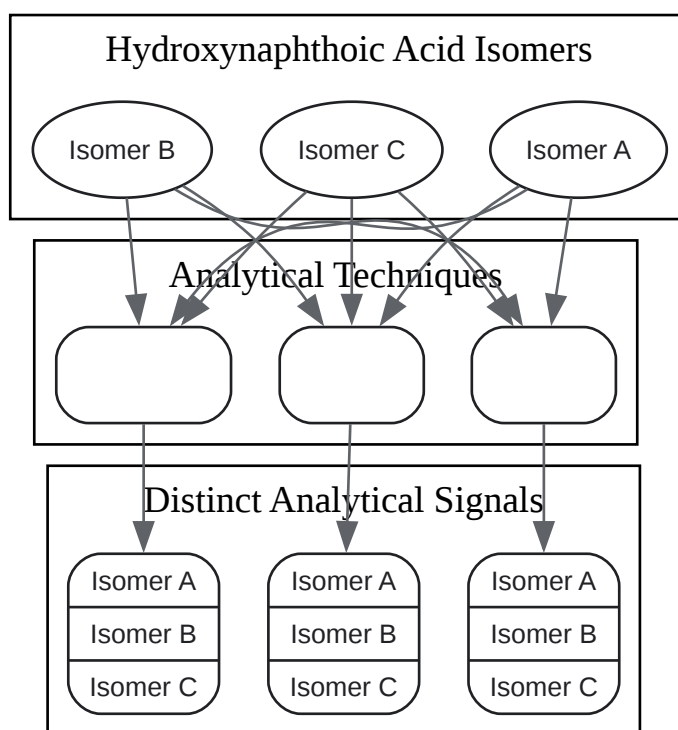 Hydroxynaphthoic Acid Isomers
Isomer B
Isomer C
Isomer A
Analytical Techniques
Distinct Analytical Signals
Isomer A
Isomer B
Isomer C
Isomer A
Isomer B
Isomer C
Isomer A
Isomer B
Isomer C